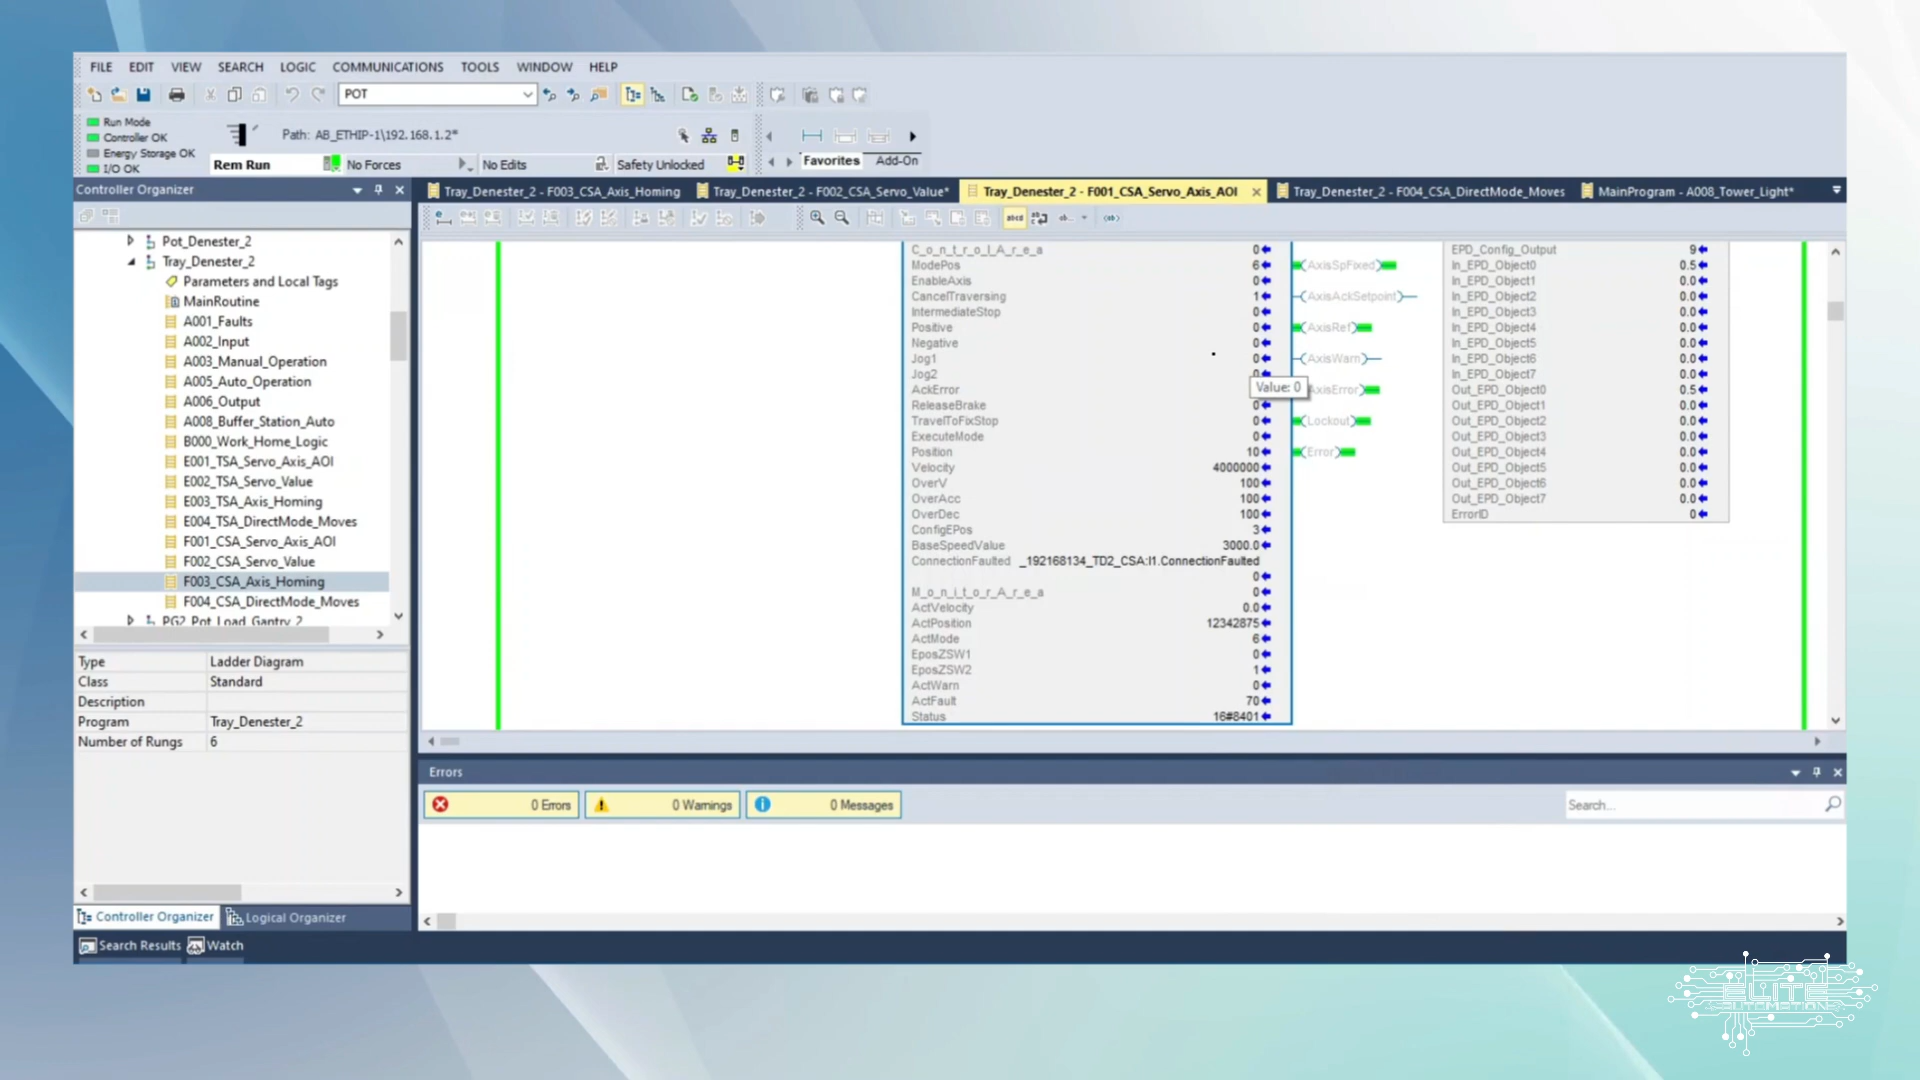 FILE EDIT VIEW SEARCH LOGIC COMMUNICATIONS TOOLS WINDOW HELP
POT
Run Mode
Controller OK
Energy Storage OK
I/O OK
Path: AB_ETHIP-1\192.168.1.2*
Rem Run No Forces No Edits Safety Unlocked
Favorites Add-On
Controller Organizer
Tray_Denester_2 - F003_CSA_Axis_Homing
Tray_Denester_2 - F002_CSA_Servo_Value*
Tray_Denester_2 - F001_CSA_Servo_Axis_AOI
Tray_Denester_2 - F004_CSA_DirectMode_Moves
MainProgram - A008_Tower_Light*
Pot_Denester_2
Tray_Denester_2
Parameters and Local Tags
MainRoutine
A001_Faults
A002_Input
A003_Manual_Operation
A005_Auto_Operation
A006_Output
A008_Buffer_Station_Auto
B000_Work_Home_Logic
E001_TSA_Servo_Axis_AOI
E002_TSA_Servo_Value
E003_TSA_Axis_Homing
E004_TSA_DirectMode_Moves
F001_CSA_Servo_Axis_AOI
F002_CSA_Servo_Value
F003_CSA_Axis_Homing
F004_CSA_DirectMode_Moves
PG2_Pot_Load_Gantry_2
Type Ladder Diagram
Class Standard
Description
Program Tray_Denester_2
Number of Rungs 6
Controller Organizer Logical Organizer
Search Results Watch
C_o_n_t_r_o_l_A_r_e_a 0
ModePos 6
EnableAxis 0
CancelTraversing 1
IntermediateStop 0
Positive 0
Negative 0
Jog1 0
Jog2 0
AckError
ReleaseBrake 0
TravelToFixStop 0
ExecuteMode 0
Position 10
Velocity 4000000
OverV 100
OverAcc 100
OverDec 100
ConfigEPos 3
BaseSpeedValue 3000.0
ConnectionFaulted _192168134_TD2_CSA:I1.ConnectionFaulted
0
M_o_n_i_t_o_r_A_r_e_a 0
ActVelocity 0.0
ActPosition 12342875
ActMode 6
EposZSW1 0
EposZSW2 1
ActWarn 0
ActFault 70
Status 16#8401
AxisSpFixed
AxisAckSetpoint
AxisRef
AxisWarn
Value: 0
AxisError
Lockout
Error
EPD_Config_Output 9
In_EPD_Object0 0.5
In_EPD_Object1 0.0
In_EPD_Object2 0.0
In_EPD_Object3 0.0
In_EPD_Object4 0.0
In_EPD_Object5 0.0
In_EPD_Object6 0.0
In_EPD_Object7 0.0
Out_EPD_Object0 0.5
Out_EPD_Object1 0.0
Out_EPD_Object2 0.0
Out_EPD_Object3 0.0
Out_EPD_Object4 0.0
Out_EPD_Object5 0.0
Out_EPD_Object6 0.0
Out_EPD_Object7 0.0
ErrorID 0
Errors
0 Errors 0 Warnings 0 Messages
Search...
ELITE
AUTOMATION